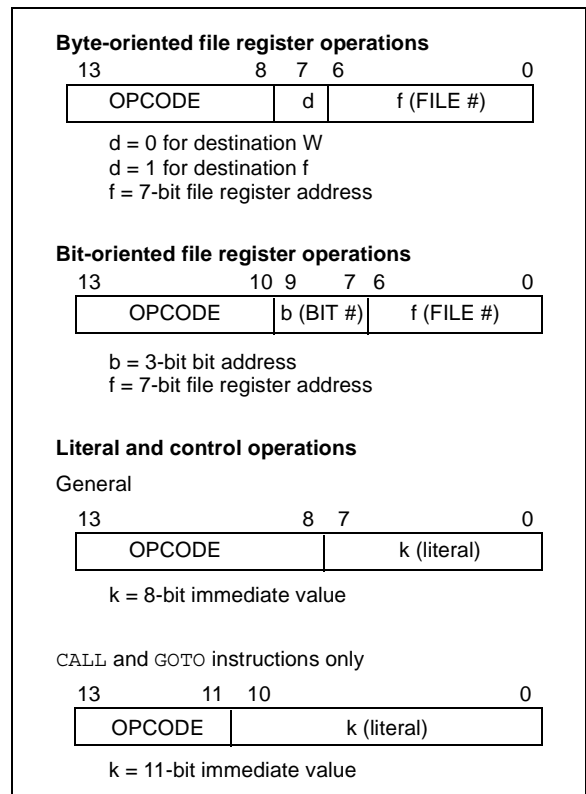 Byte-oriented file register operations
13 8 7 6 0
OPCODE d f (FILE #)
d = 0 for destination W
d = 1 for destination f
f = 7-bit file register address
Bit-oriented file register operations
13 10 9 7 6 0
OPCODE b (BIT #) f (FILE #)
b = 3-bit bit address
f = 7-bit file register address
Literal and control operations
General
13 8 7 0
OPCODE k (literal)
k = 8-bit immediate value
CALL and GOTO instructions only
13 11 10 0
OPCODE k (literal)
k = 11-bit immediate value